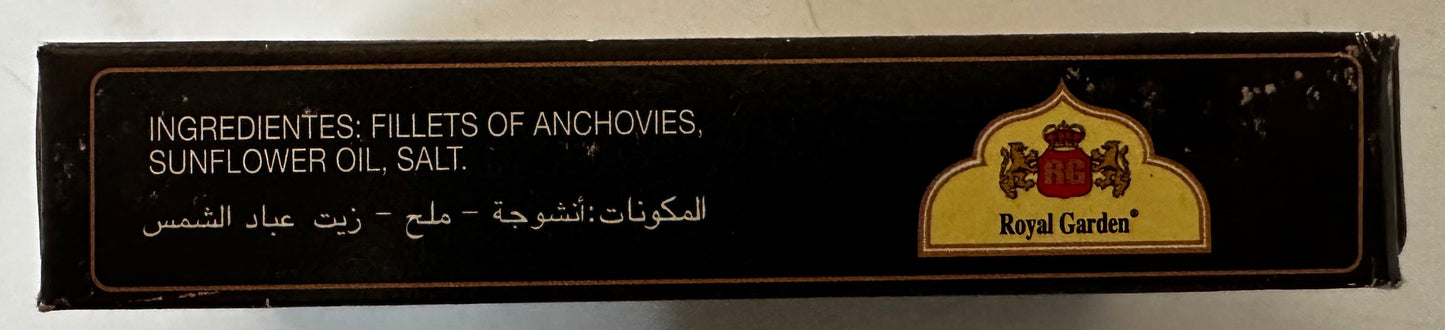 INGREDIENTES: FILLETS OF ANCHOVIES,
SUNFLOWER OIL, SALT.
المكونات:أنشوجة - ملح - زيت عباد الشمس
RG
Royal Garden®